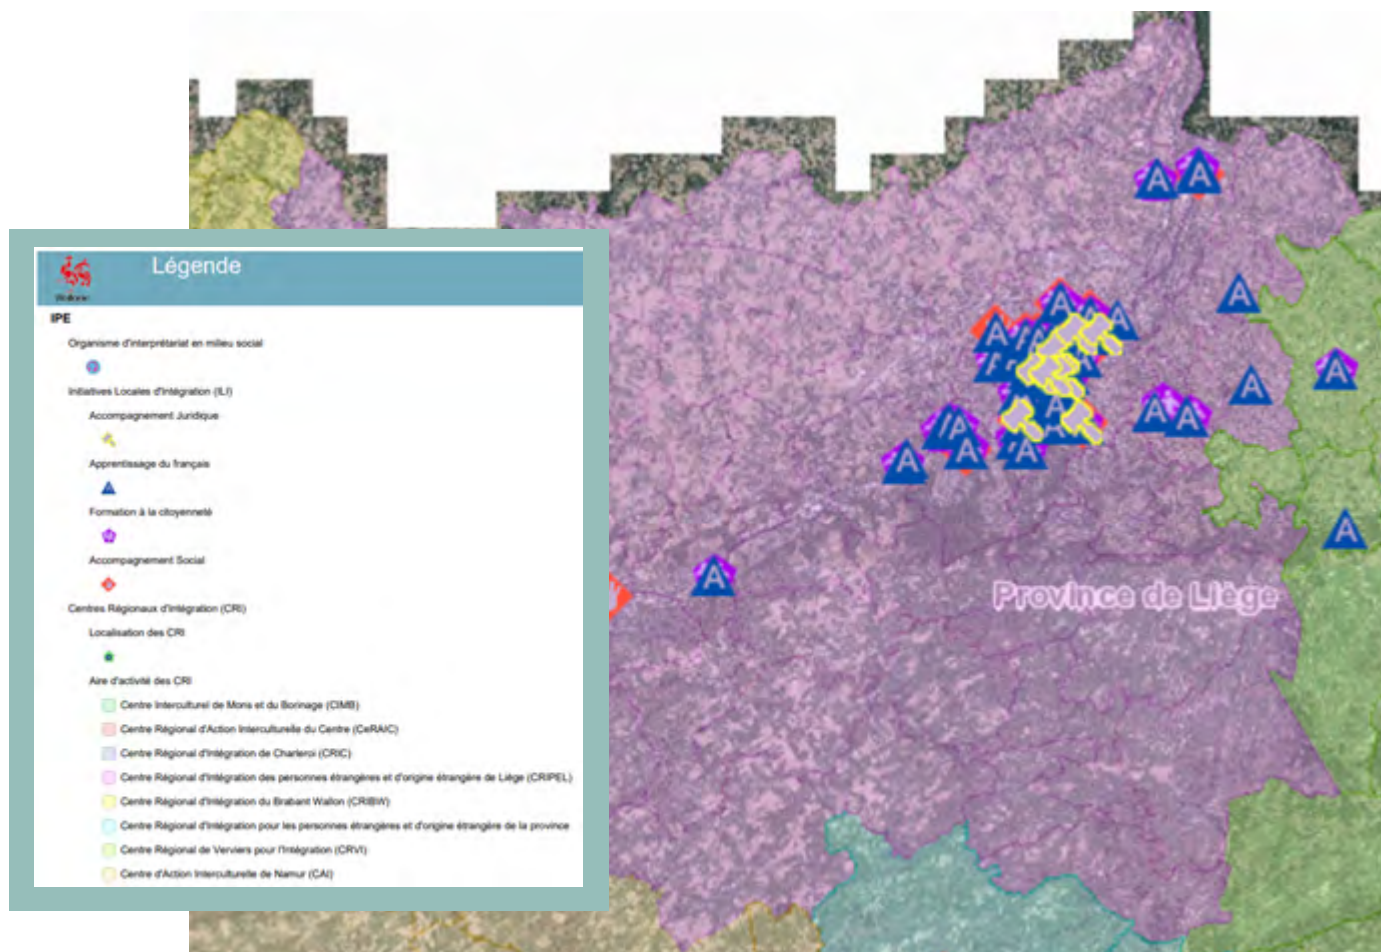 Légende
Wallonie
IPE
Organisme d'interprétariat en milieu social
Initiatives Locales d'Intégration (ILI)
Accompagnement Juridique
Apprentissage du français
A
Formation à la citoyenneté
Accompagnement Social
Centres Régionaux d'Intégration (CRI)
Localisation des CRI
Aire d'activité des CRI
Centre Interculturel de Mons et du Borinage (CIMB)
Centre Régional d'Action Interculturelle du Centre (CeRAIC)
Centre Régional d'Intégration de Charleroi (CRIC)
Centre Régional d'Intégration des personnes étrangères et d'origine étrangère de Liège (CRIPEL)
Centre Régional d'Intégration du Brabant Wallon (CRIBW)
Centre Régional d'Intégration pour les personnes étrangères et d'origine étrangère de la province
Centre Régional de Verviers pour l'Intégration (CRVI)
Centre d'Action Interculturelle de Namur (CAI)
A A
A
A A A
A
A
A A
A
A A
A
A
A
A
Province de Liège